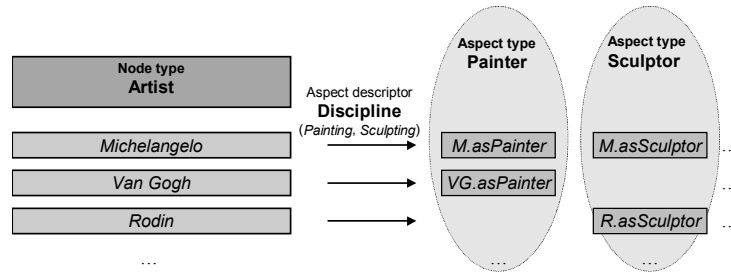 Node type
Artist
Aspect descriptor
Discipline
(Painting, Sculpting)
Aspect type
Painter
Aspect type
Sculptor
Michelangelo
M.asPainter
M.asSculptor
...
Van Gogh
VG.asPainter
...
Rodin
R.asSculptor
...
...
...
...